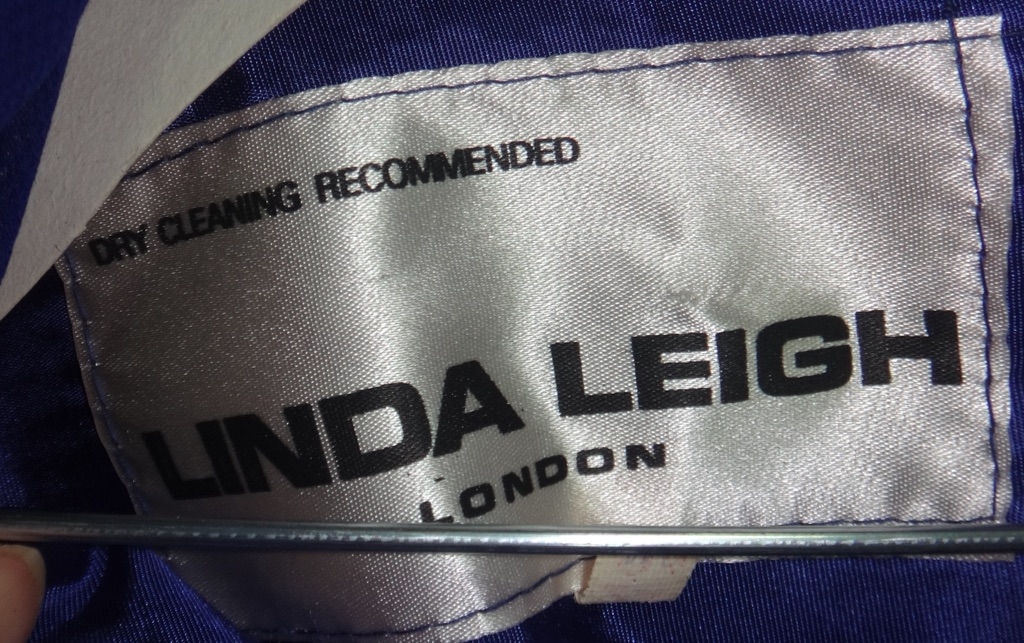 DRY CLEANING RECOMMENDED
LINDA LEIGH
LONDON